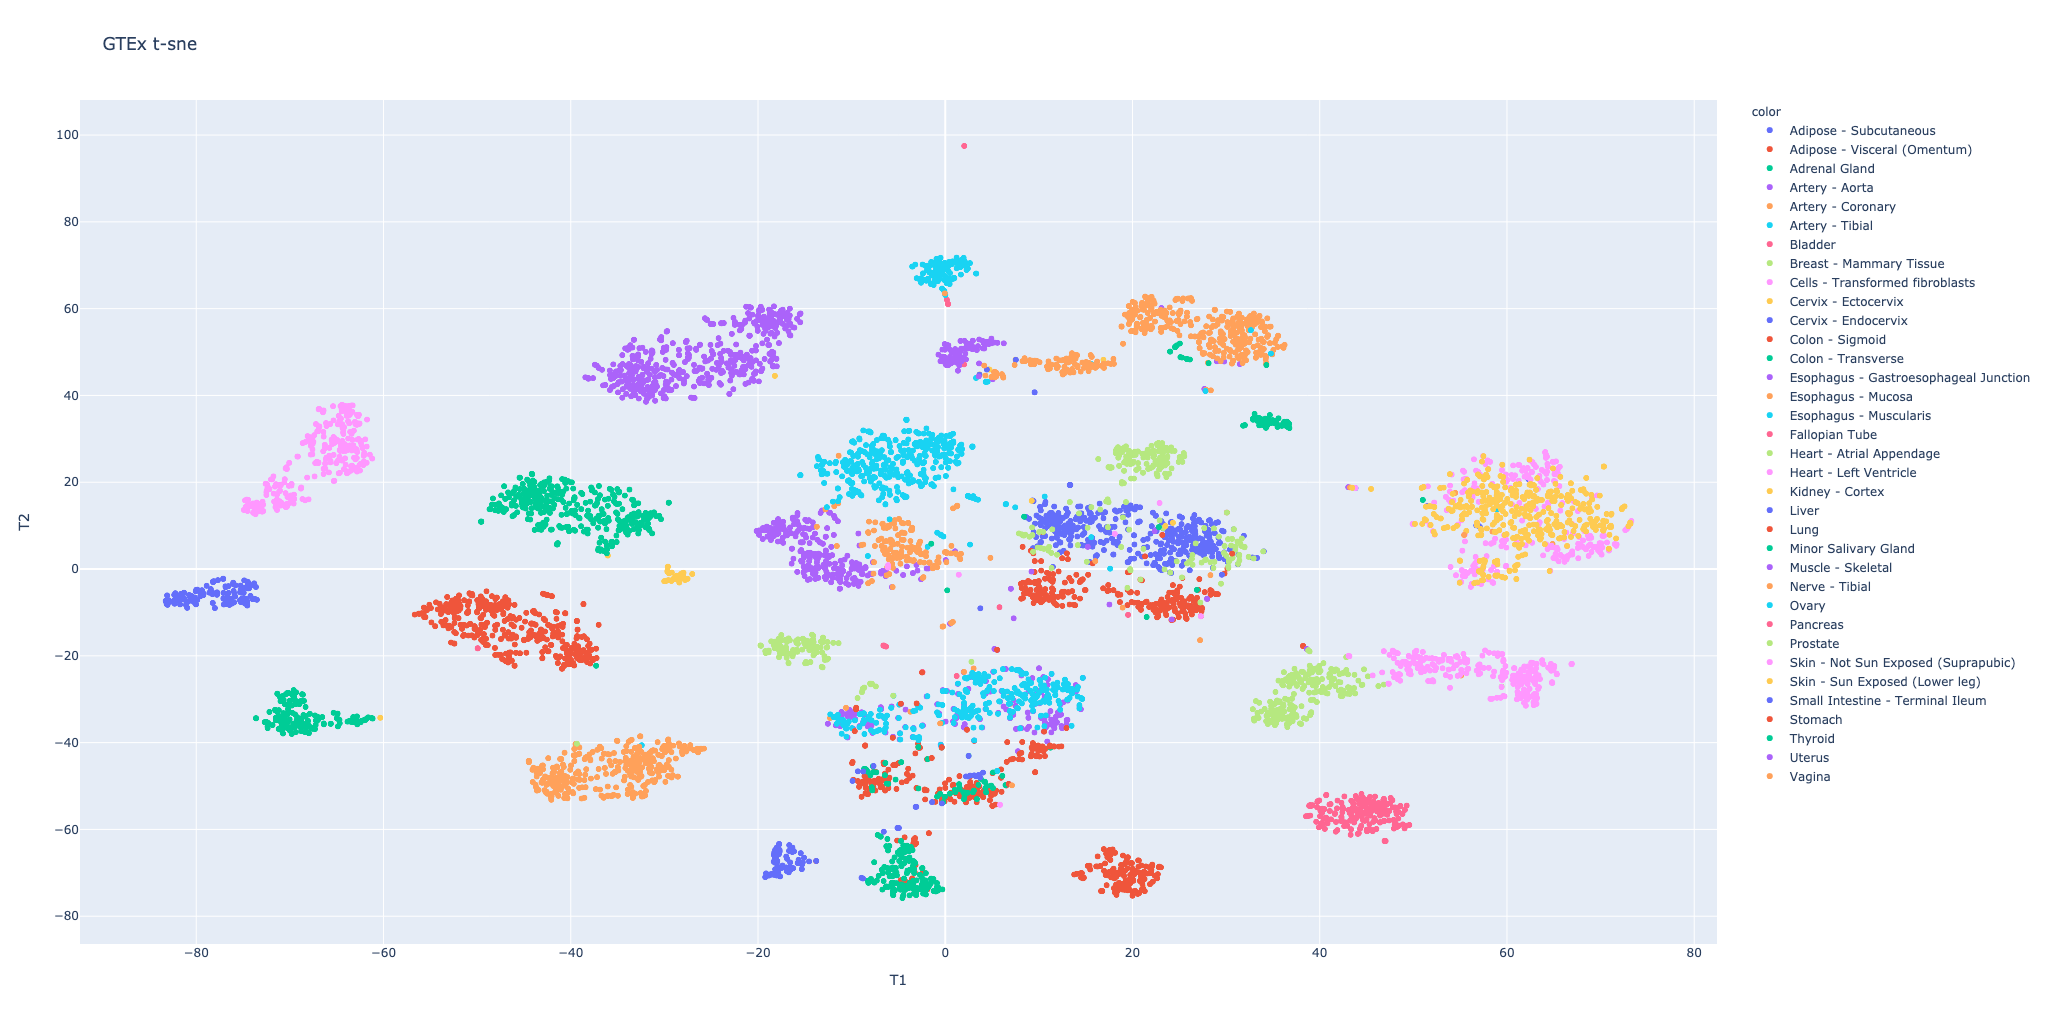 GTEx t-sne
100
80
60
40
20
0
−20
−40
−60
−80
T2
−80
−60
−40
−20
0
20
40
60
80
T1
color
Adipose - Subcutaneous
Adipose - Visceral (Omentum)
Adrenal Gland
Artery - Aorta
Artery - Coronary
Artery - Tibial
Bladder
Breast - Mammary Tissue
Cells - Transformed fibroblasts
Cervix - Ectocervix
Cervix - Endocervix
Colon - Sigmoid
Colon - Transverse
Esophagus - Gastroesophageal Junction
Esophagus - Mucosa
Esophagus - Muscularis
Fallopian Tube
Heart - Atrial Appendage
Heart - Left Ventricle
Kidney - Cortex
Liver
Lung
Minor Salivary Gland
Muscle - Skeletal
Nerve - Tibial
Ovary
Pancreas
Prostate
Skin - Not Sun Exposed (Suprapubic)
Skin - Sun Exposed (Lower leg)
Small Intestine - Terminal Ileum
Stomach
Thyroid
Uterus
Vagina